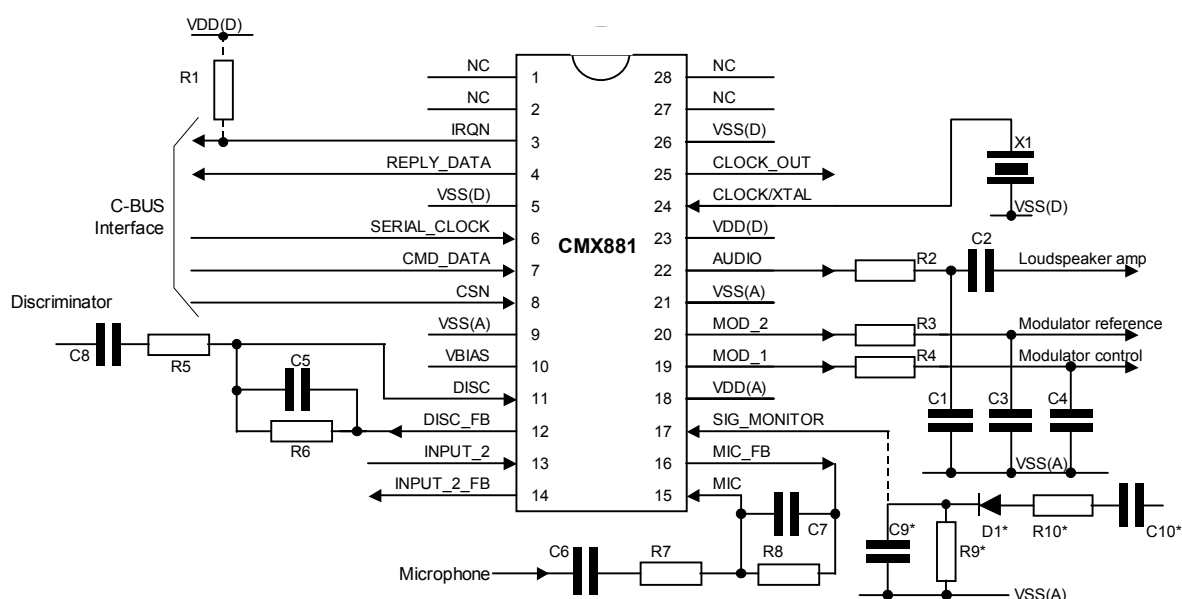 VDD(D)
R1
NC 1 28 NC
NC 2 27 NC
IRQN 3 26 VSS(D)
REPLY_DATA 4 25 CLOCK_OUT
X1
VSS(D) 5 24 CLOCK/XTAL
VSS(D)
C-BUS
Interface
SERIAL_CLOCK 6 23 VDD(D)
CMX881
CMD_DATA 7 22 AUDIO R2 C2 Loudspeaker amp
CSN 8 21 VSS(A)
Discriminator
VSS(A) 9 20 MOD_2 R3 Modulator reference
C8 R5 C5
VBIAS 10 19 MOD_1 R4 Modulator control
DISC 11 18 VDD(A)
C1 C3 C4
DISC_FB 12 17 SIG_MONITOR
R6
INPUT_2 13 16 MIC_FB
VSS(A)
INPUT_2_FB 14 15 MIC
C7
C9* R9* D1* R10* C10*
C6 R7 R8
Microphone
VSS(A)